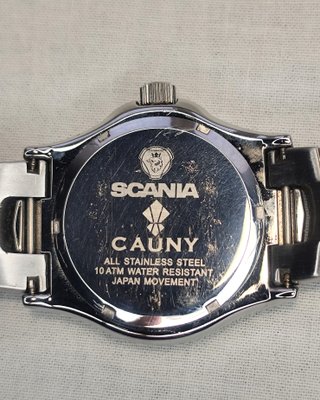 SCANIA
CAUNY
ALL STAINLESS STEEL
10 ATM WATER RESISTANT
JAPAN MOVEMENT